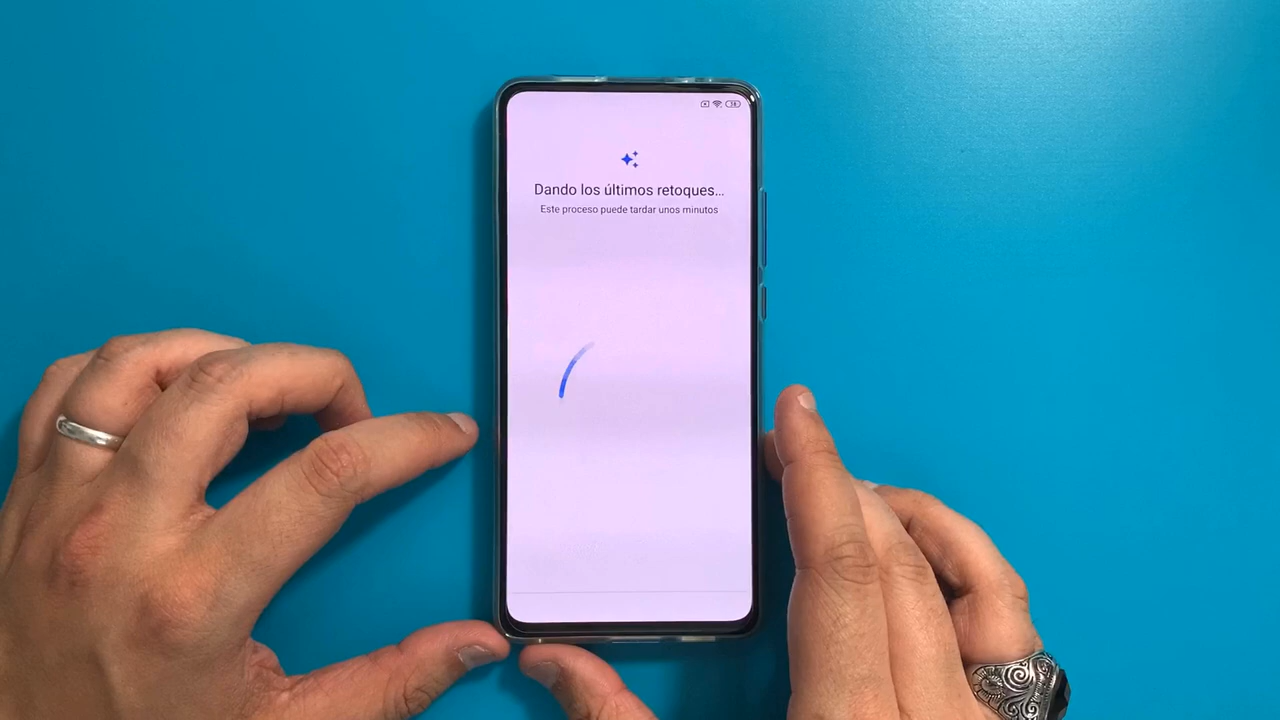 Dando los últimos retoques...
Este proceso puede tardar unos minutos